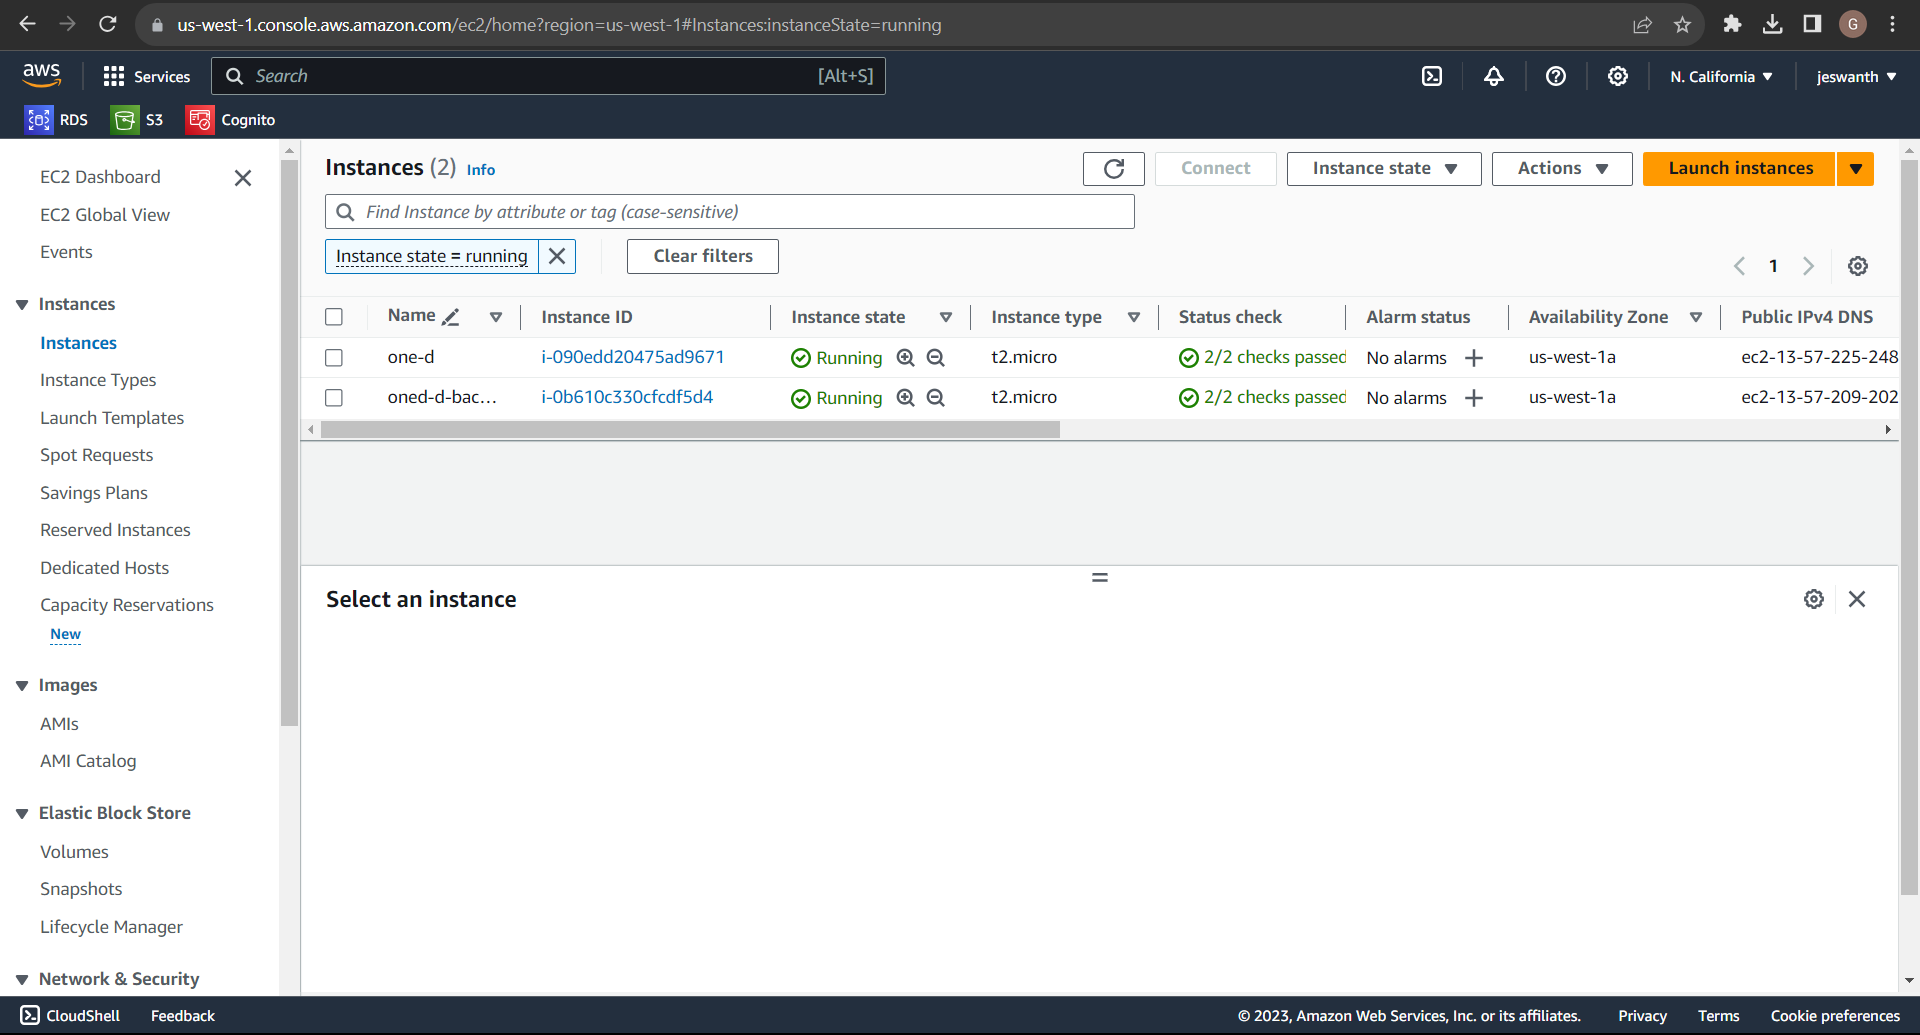 us-west-1.console.aws.amazon.com/ec2/home?region=us-west-1#Instances:instanceState=running
G
aws
Services
Search
[Alt+S]
N. California
jeswanth
RDS
S3
Cognito
EC2 Dashboard
EC2 Global View
Events
Instances
Instances
Instance Types
Launch Templates
Spot Requests
Savings Plans
Reserved Instances
Dedicated Hosts
Capacity Reservations
New
Images
AMIs
AMI Catalog
Elastic Block Store
Volumes
Snapshots
Lifecycle Manager
Network & Security
Instances (2) Info
Connect
Instance state
Actions
Launch instances
Find Instance by attribute or tag (case-sensitive)
Instance state = running
Clear filters
1
Name Instance ID Instance state Instance type Status check Alarm status Availability Zone Public IPv4 DNS
one-d i-090edd20475ad9671 Running t2.micro 2/2 checks passed No alarms us-west-1a ec2-13-57-225-248
oned-d-bac... i-0b610c330cfcdf5d4 Running t2.micro 2/2 checks passed No alarms us-west-1a ec2-13-57-209-202
Select an instance
CloudShell
Feedback
© 2023, Amazon Web Services, Inc. or its affiliates.
Privacy
Terms
Cookie preferences